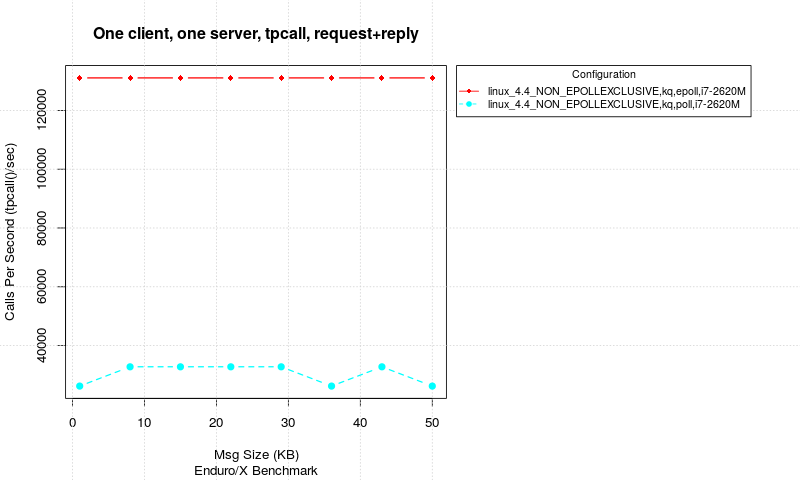 One client, one server, tpcall, request+reply
Configuration
linux_4.4_NON_EPOLLEXCLUSIVE,kq,epoll,i7-2620M
linux_4.4_NON_EPOLLEXCLUSIVE,kq,poll,i7-2620M
Calls Per Second (tpcall()/sec)
120000
100000
80000
60000
40000
0 10 20 30 40 50
Msg Size (KB)
Enduro/X Benchmark